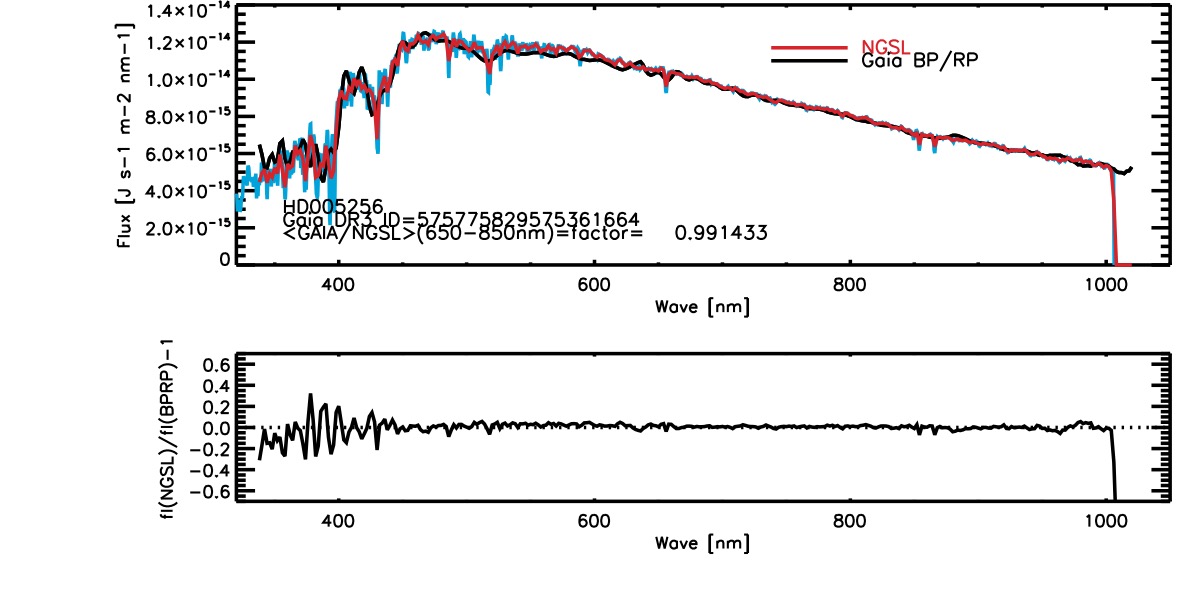 1.4×10−14
1.2×10−14
1.0×10−14
8.0×10−15
6.0×10−15
4.0×10−15
2.0×10−15
0
Flux [J s−1 m−2 nm−1]
NGSL
Gaia BP/RP
HD005256
Gaia DR3 ID=5757758295753616​64
<GAIA/NGSL>(650−850nm)=factor= 0.991433
400 600 800 1000
Wave [nm]
0.6
0.4
0.2
0.0
−0.2
−0.4
−0.6
fl(NGSL)/fl(BPRP)−1
400 600 800 1000
Wave [nm]